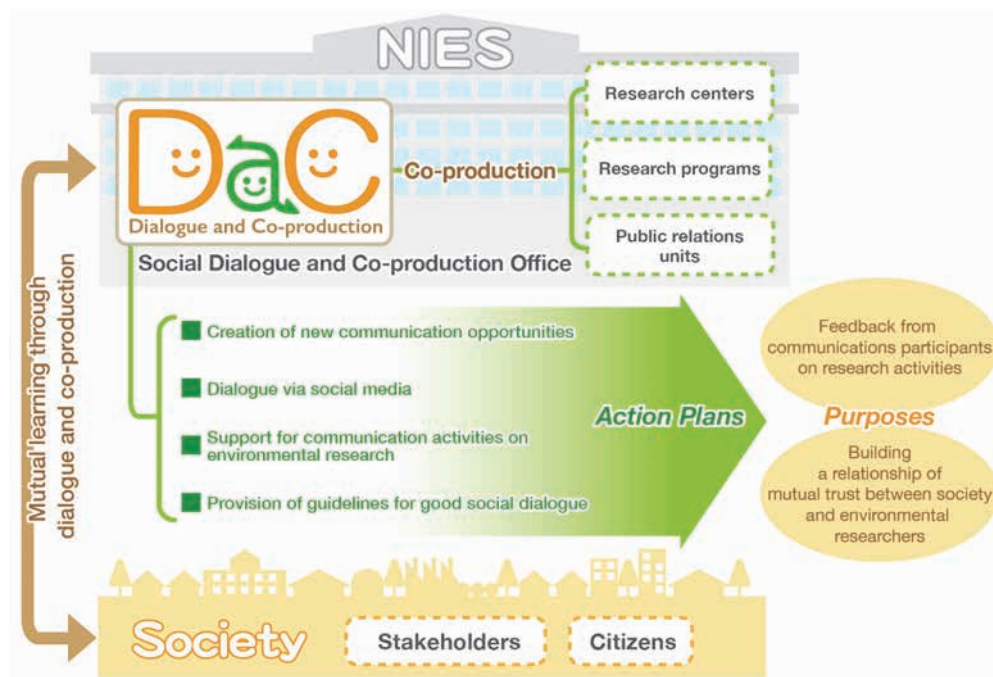 NIES
DaC
Dialogue and Co-production
Social Dialogue and Co-production Office
Co-production
Research centers
Research programs
Public relations
units
Mutual learning through
dialogue and co-production
Creation of new communication opportunities
Dialogue via social media
Support for communication activities on
environmental research
Provision of guidelines for good social dialogue
Action Plans
Feedback from
communications participants
on research activities
Purposes
Building
a relationship of
mutual trust between society
and environmental
researchers
Society
Stakeholders
Citizens